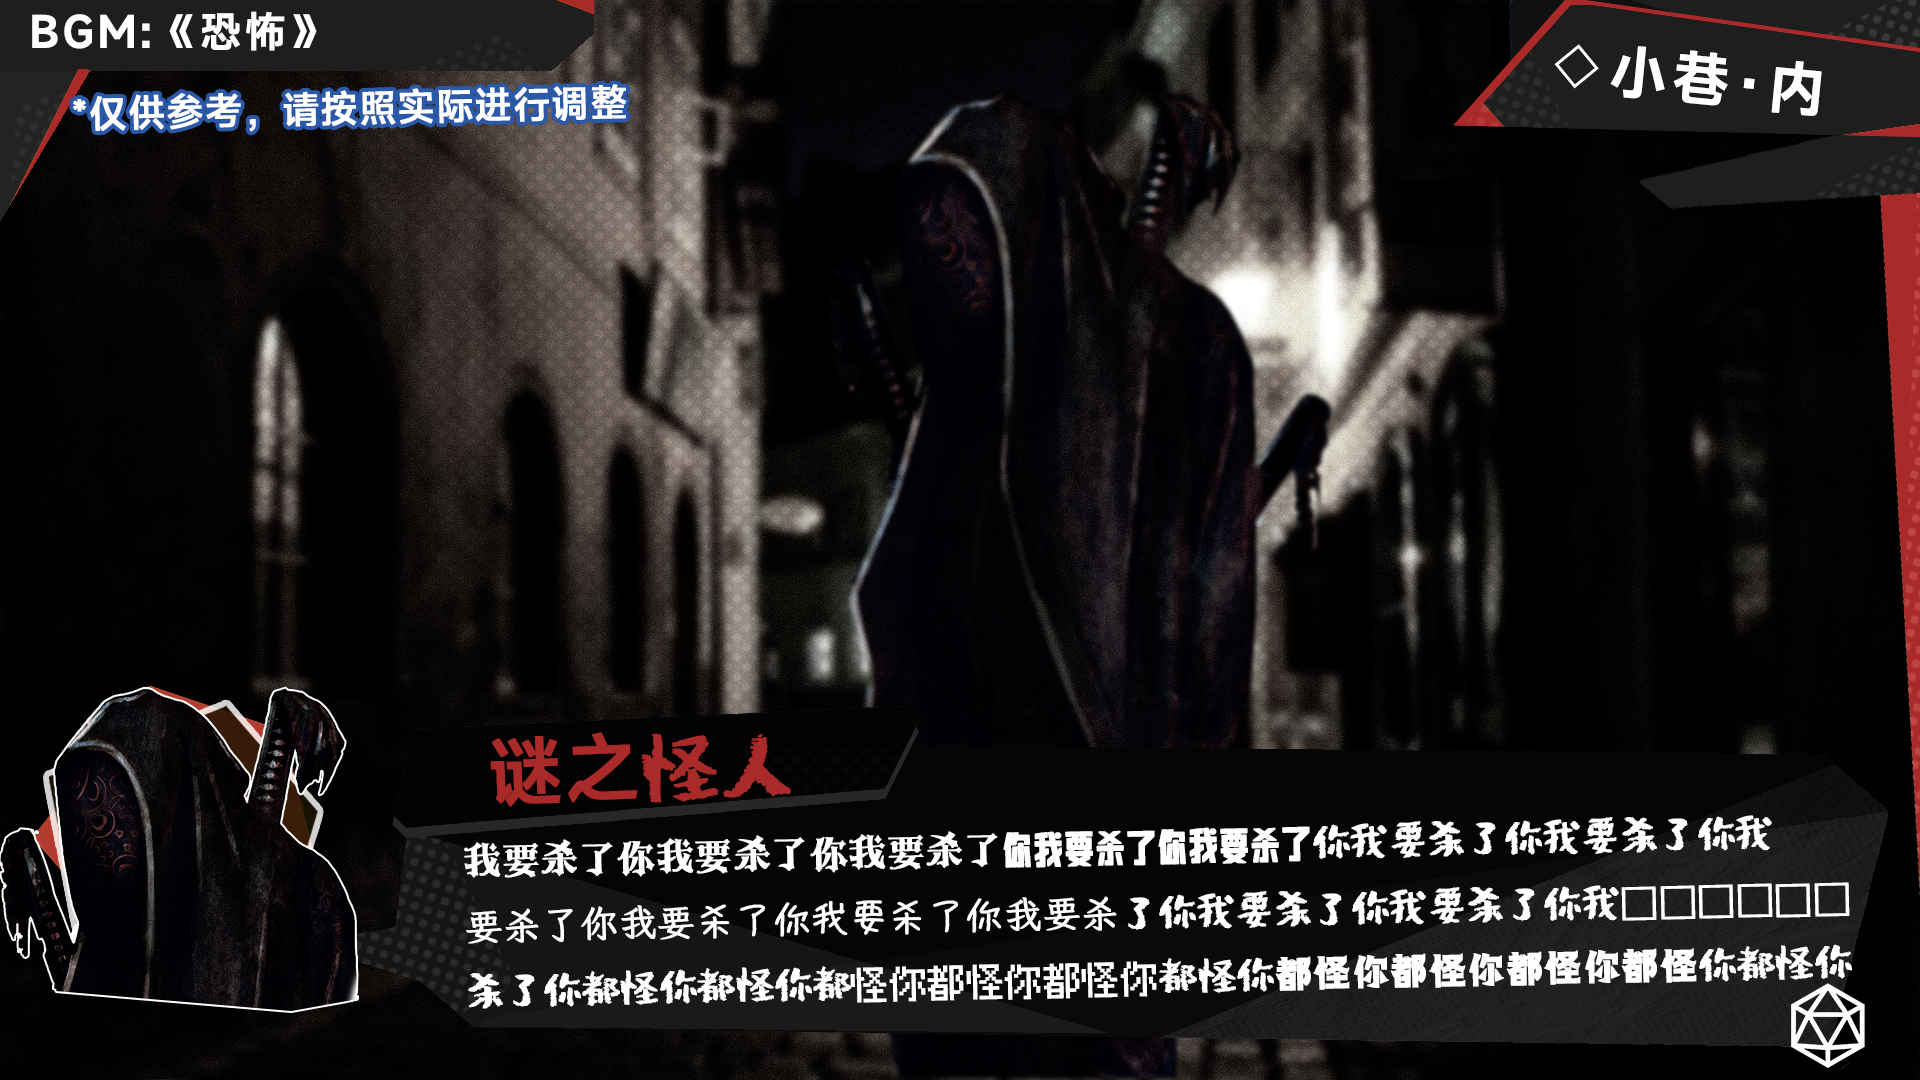 BGM:《恐怖》
*仅供参考，请按照实际进行调整
◇小巷·内
谜之怪人
我要杀了你我要杀了你我要杀了你我要杀了你我要杀了你我要杀了你我要杀了你我
要杀了你我要杀了你我要杀了你我要杀了你我要杀了你我要杀了你我□□□□□□
杀了你都怪你都怪你都怪你都怪你都怪你都怪你都怪你都怪你都怪你都怪你都怪你